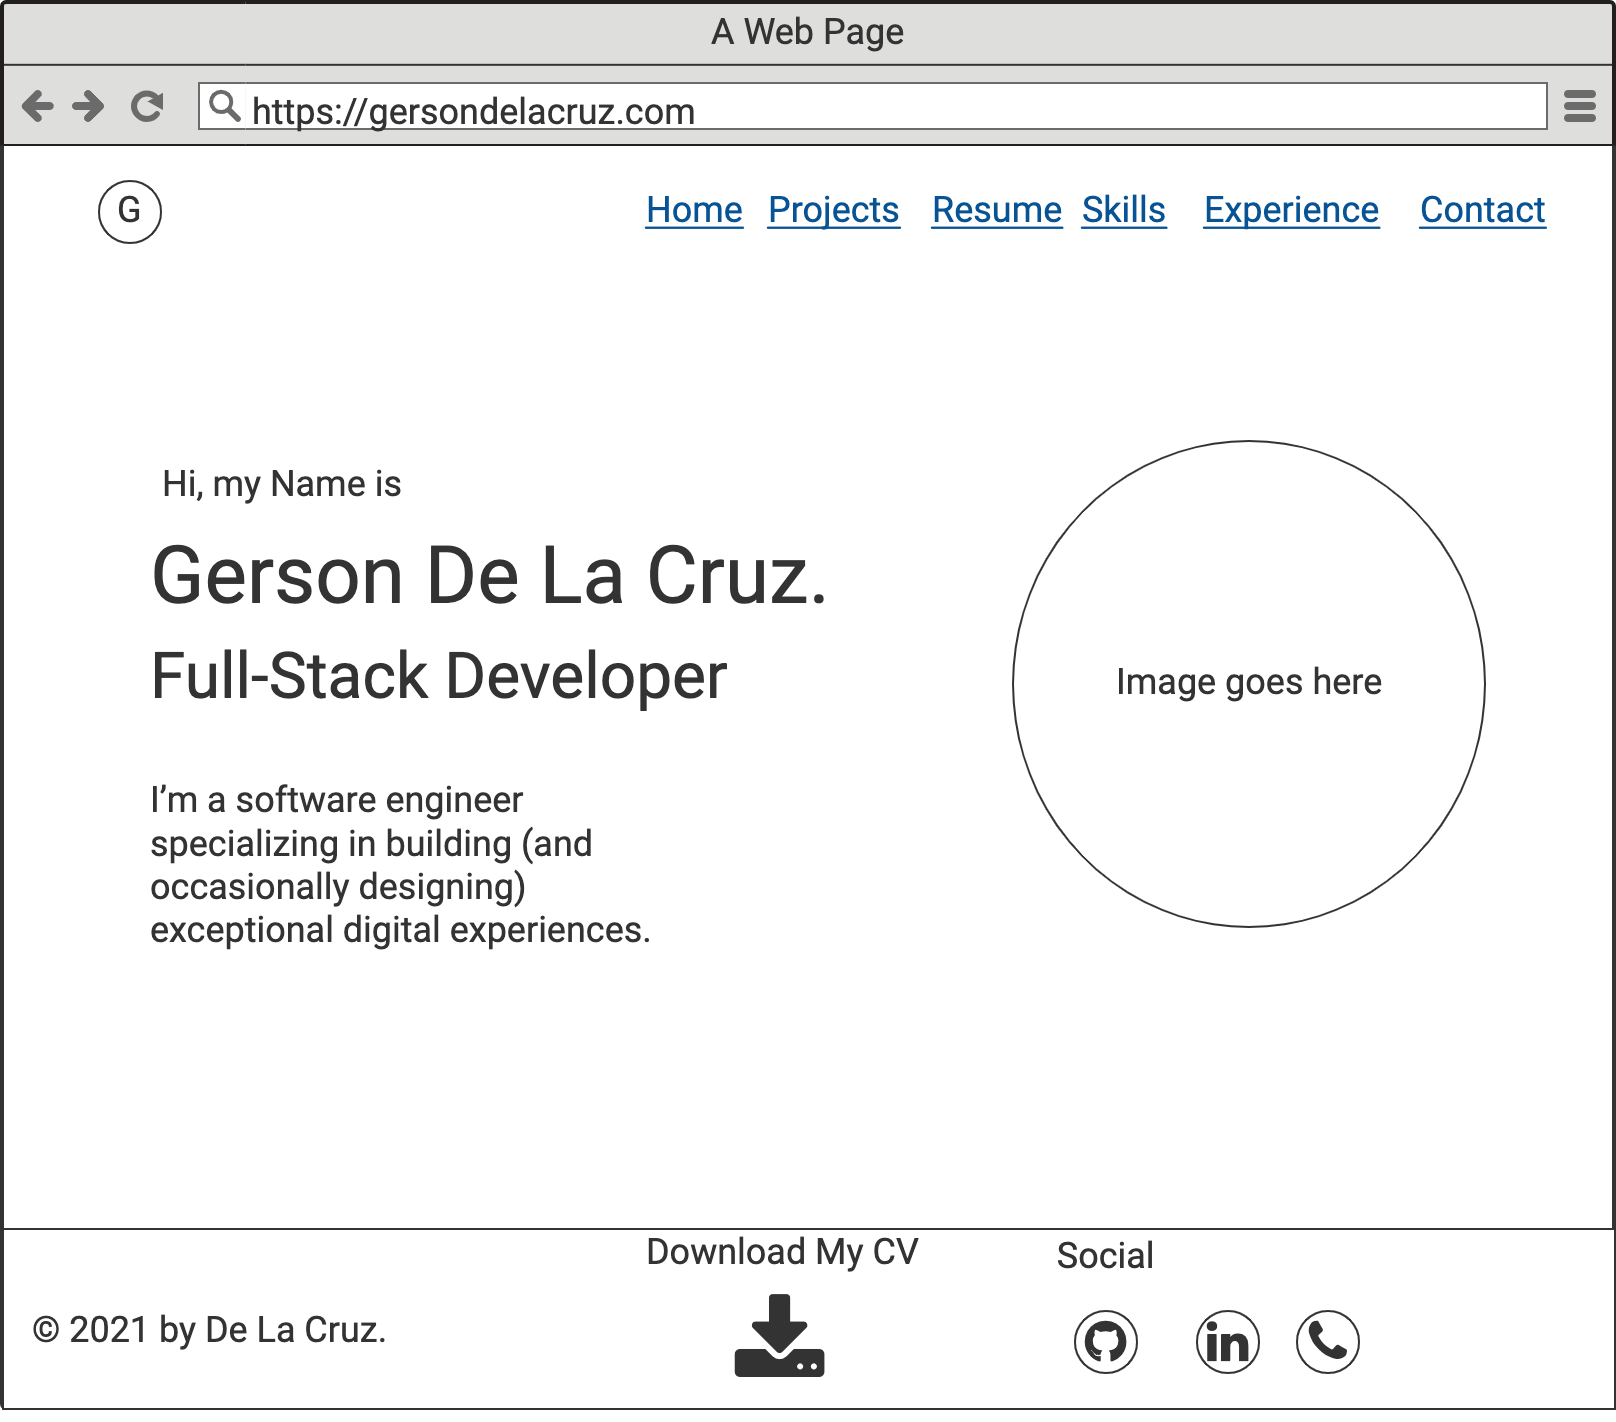 A Web Page
https://gersondelacruz.com
G
Home Projects Resume Skills Experience Contact
Hi, my Name is
Gerson De La Cruz.
Full-Stack Developer
Image goes here
I’m a software engineer
specializing in building (and
occasionally designing)
exceptional digital experiences.
Download My CV
Social
© 2021 by De La Cruz.
in